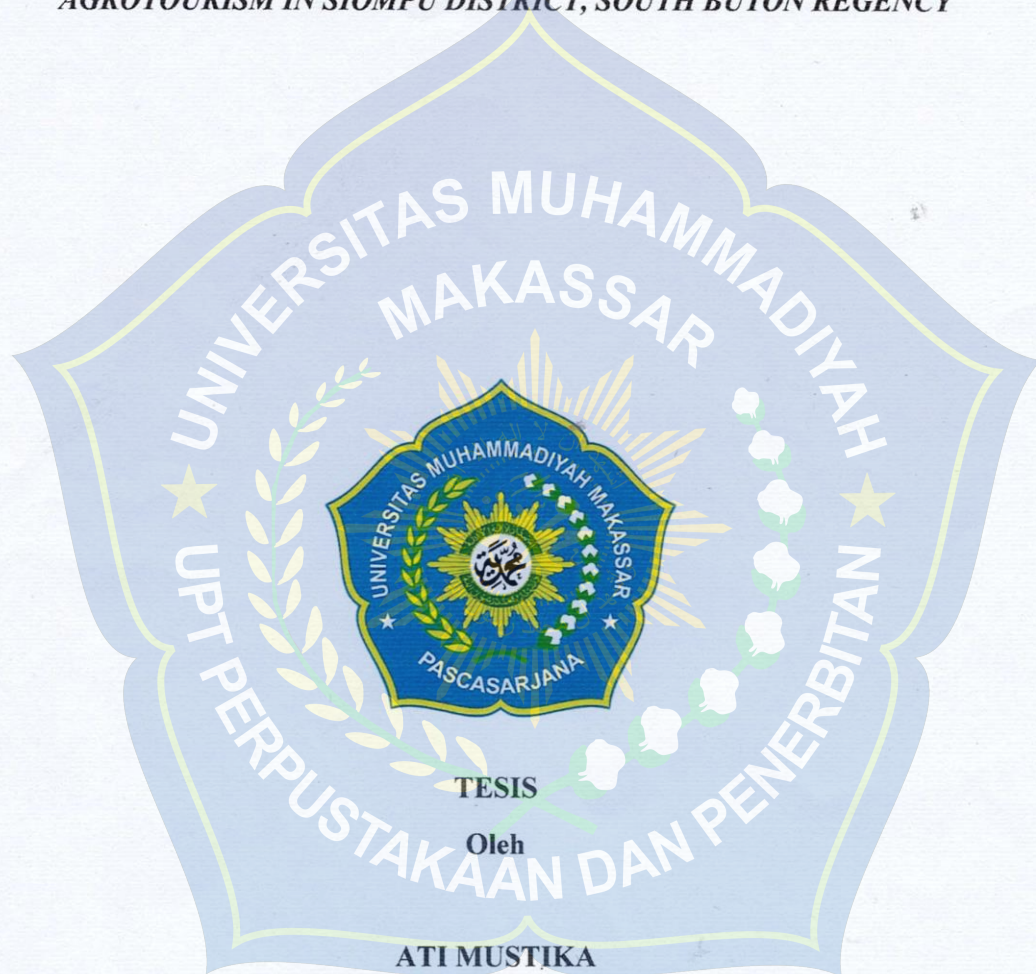 AGROTOURISM IN SIOMPU DISTRICT, SOUTH BUTON REGENCY
UNIVERSITAS MUHAMMADIYAH
MAKASSAR
UPT PERPUSTAKAAN DAN PENERBITAN
UNIVERSITAS MUHAMMADIYAH MAKASSAR
PASCASARJANA
TESIS
Oleh
ATI MUSTIKA